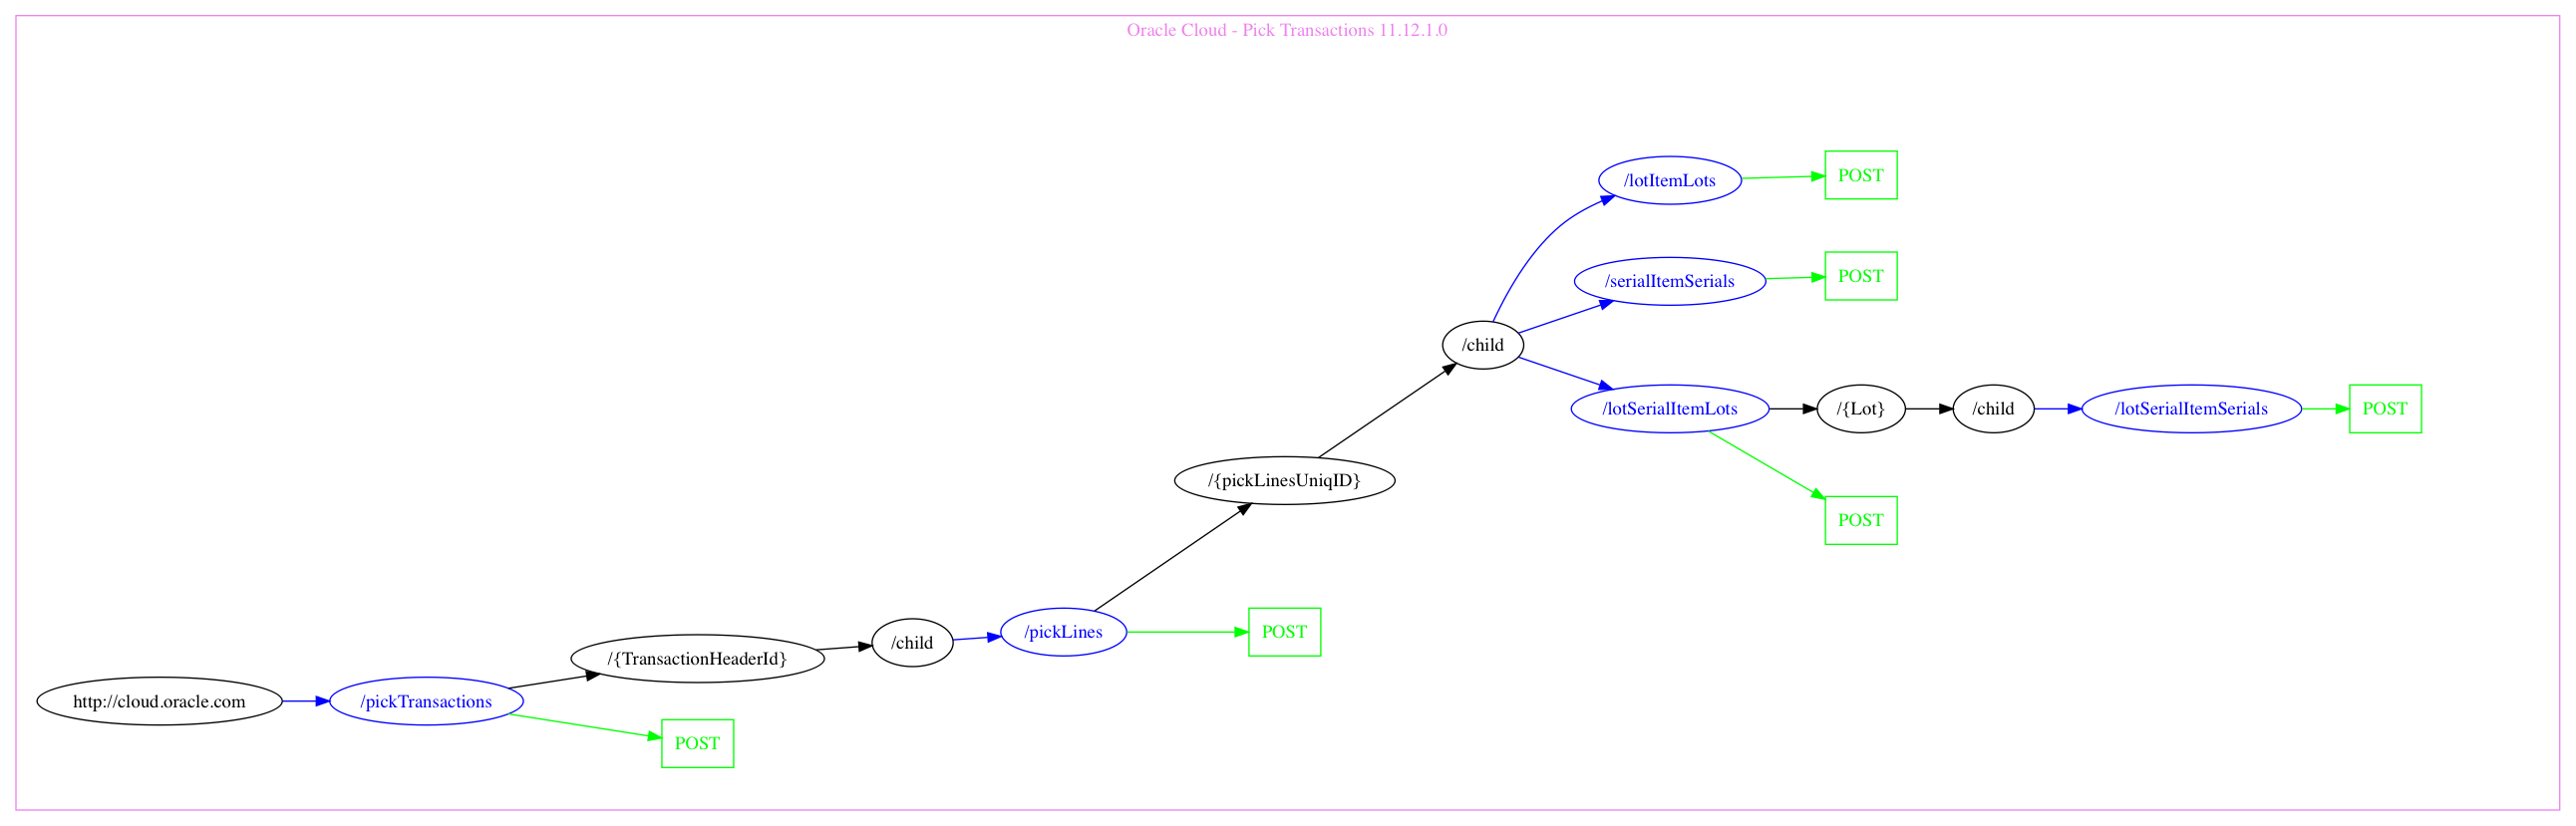 Oracle Cloud - Pick Transactions 11.12.1.0
/lotItemLots
POST
/serialItemSerials
POST
/child
/lotSerialItemLots
/{Lot}
/child
/lotSerialItemSerials
POST
/{pickLinesUniqID}
POST
/pickLines
POST
/child
/{TransactionHeaderId}
http://cloud.oracle.com
/pickTransactions
POST